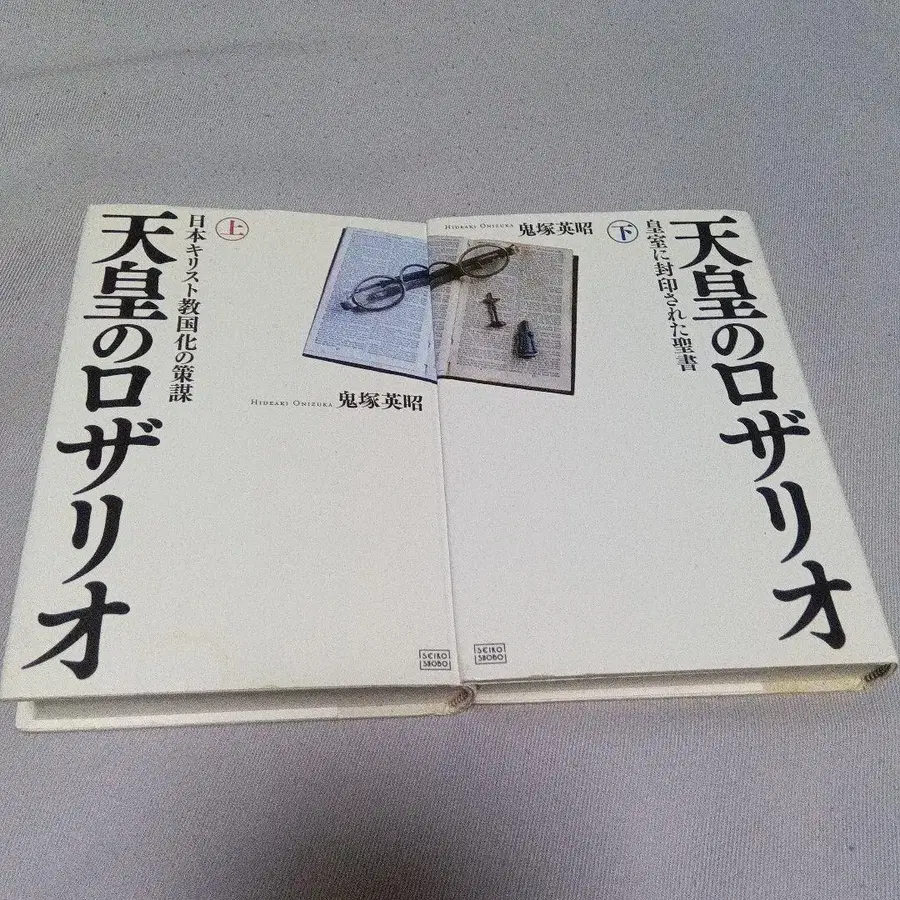 天皇のロザリオ
上
日本キリスト教国化の策謀
HIDEAKI ONIZUKA 鬼塚英昭
SEIKO
SHOBO
天皇のロザリオ
下
皇室に封印された聖書
HIDEAKI ONIZUKA 鬼塚英昭
SEIKO
SHOBO